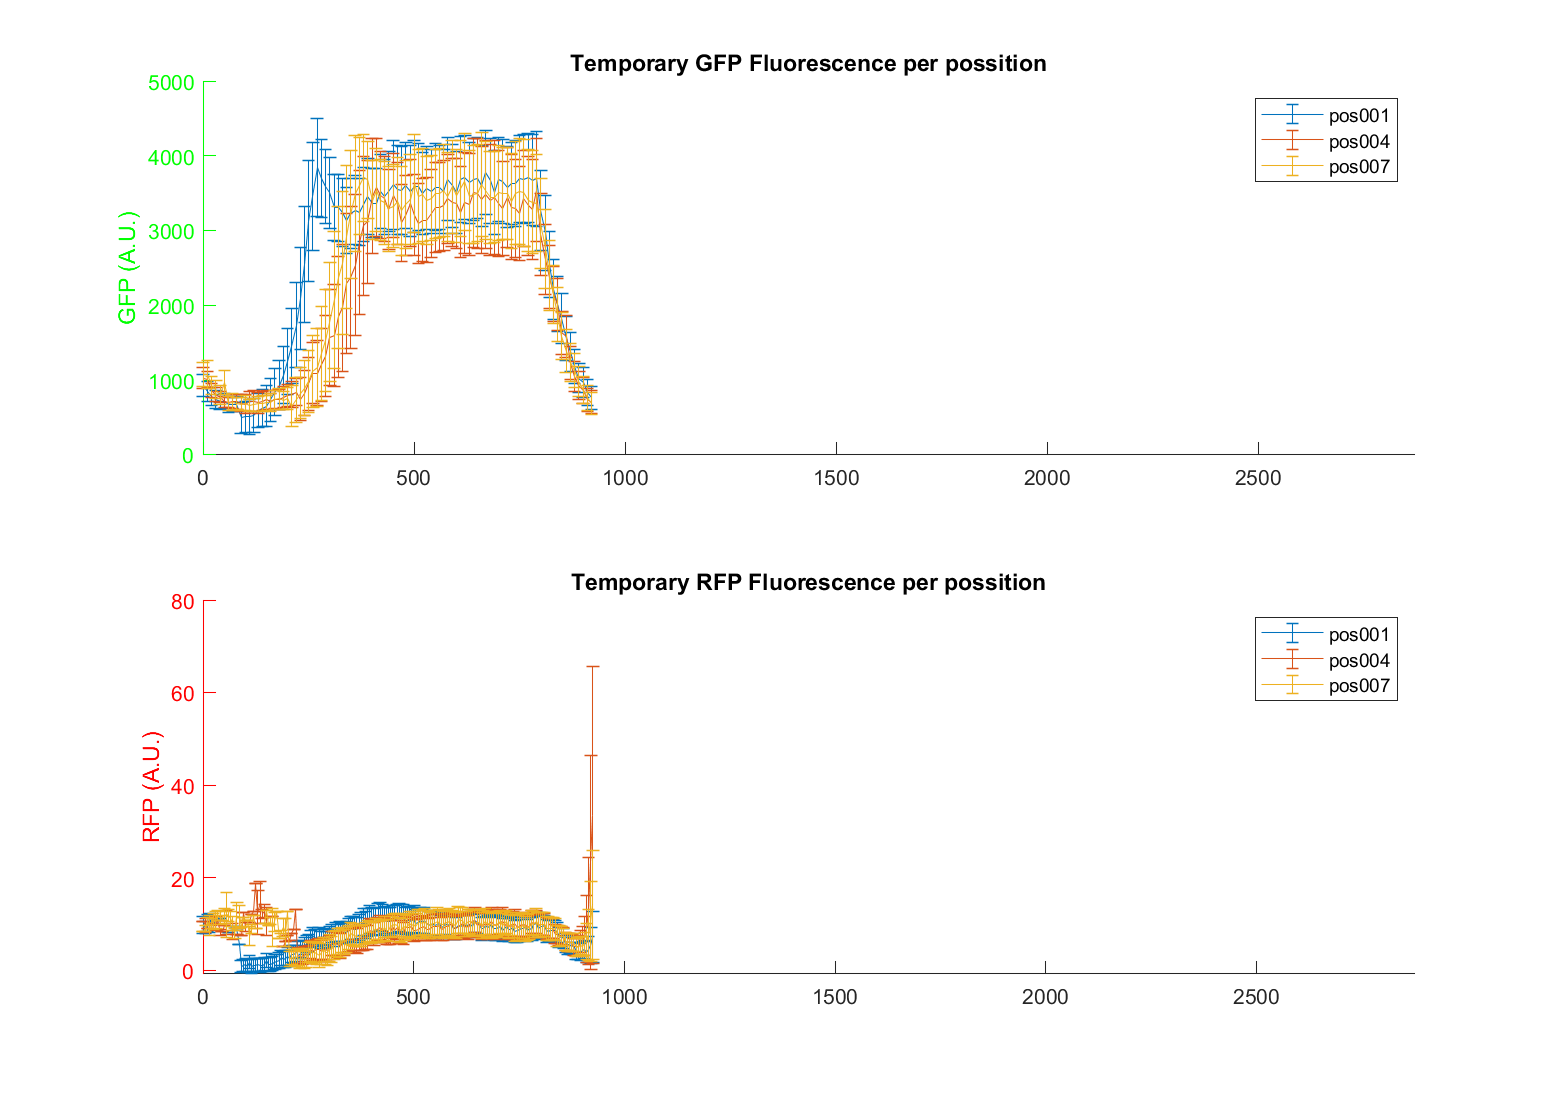 Temporary GFP Fluorescence per possition
5000
4000
3000
2000
1000
0
GFP (A.U.)
0 500 1000 1500 2000 2500
pos001
pos004
pos007
Temporary RFP Fluorescence per possition
80
60
40
20
0
RFP (A.U.)
0 500 1000 1500 2000 2500
pos001
pos004
pos007